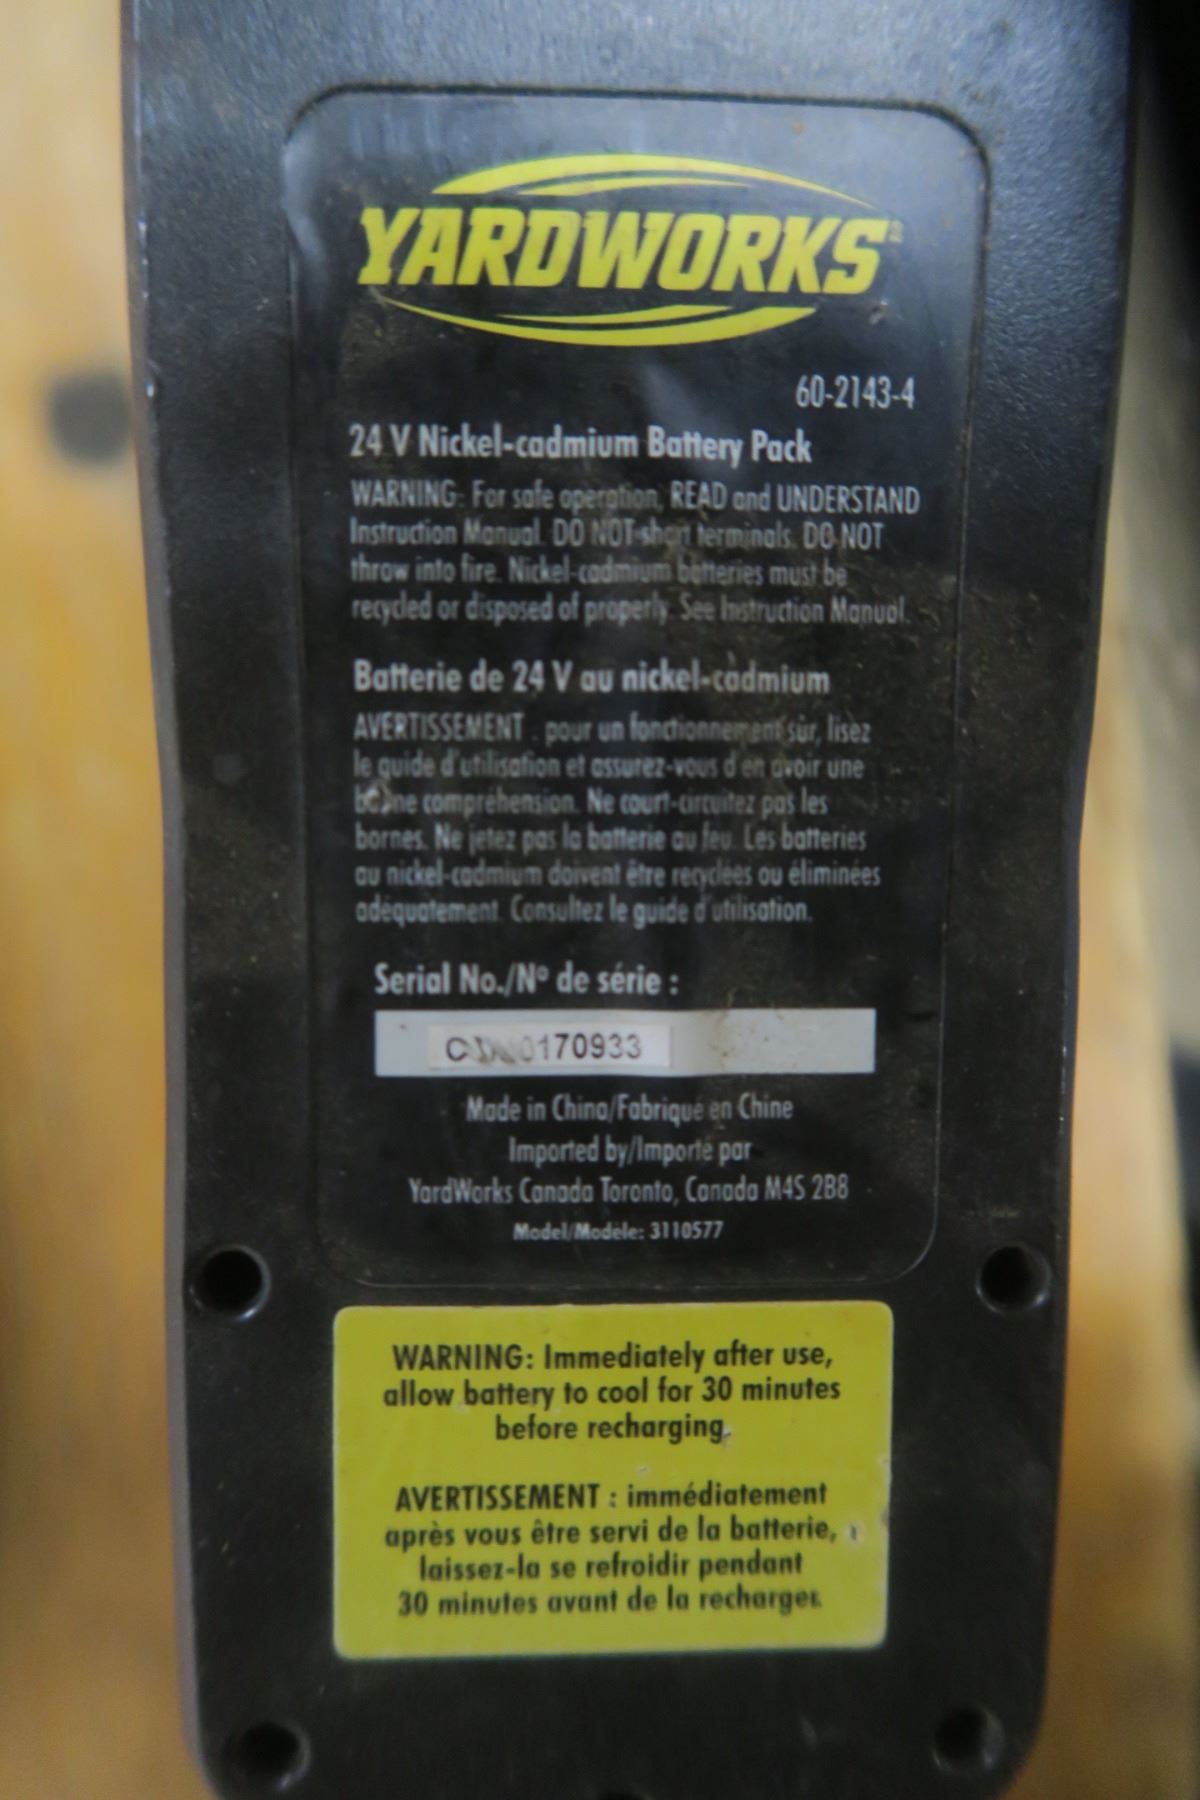 YARDWORKS®
60-2143-4
24 V Nickel-cadmium Battery Pack
WARNING: For safe operation, READ and UNDERSTAND
Instruction Manual. DO NOT short terminals. DO NOT
throw into fire. Nickel-cadmium batteries must be
recycled or disposed of properly. See Instruction Manual.
Batterie de 24 V au nickel-cadmium
AVERTISSEMENT : pour un fonctionnement sûr, lisez
le guide d'utilisation et assurez-vous d'en avoir une
bonne compréhension. Ne court-circuitez pas les
bornes. Ne jetez pas la batterie au feu. Les batteries
au nickel-cadmium doivent être recyclées ou éliminées
adéquatement. Consultez le guide d'utilisation.
Serial No./Nº de série :
Made in China/Fabriqué en Chine
Imported by/Importé par
YardWorks Canada Toronto, Canada M4S 2B8
Model/Modèle: 3110577
WARNING: Immediately after use,
allow battery to cool for 30 minutes
before recharging.
AVERTISSEMENT : immédiatement
après vous être servi de la batterie,
laissez-la se refroidir pendant
30 minutes avant de la recharger.